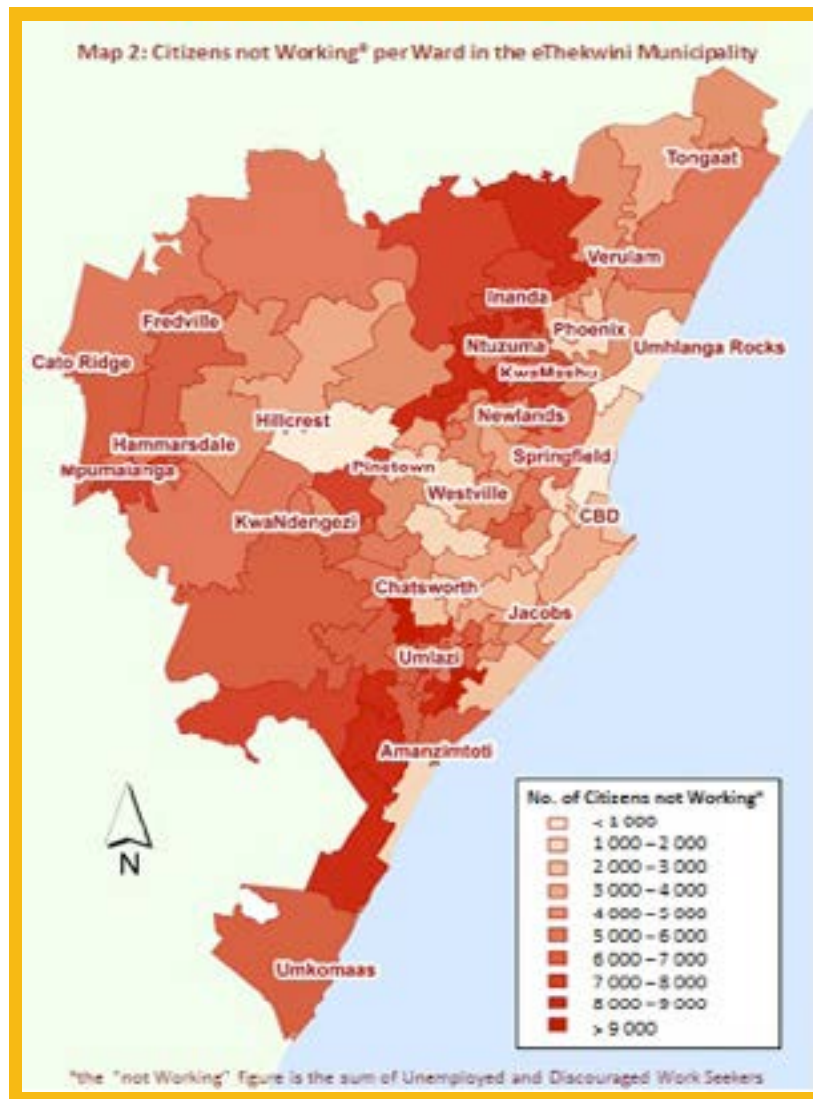 Map 2: Citizens not Working* per Ward in the eThekwini Municipality
Tongaat
Verulam
Inanda
Fredville
Phoenix
Ntuzuma
Umhlanga Rocks
Cato Ridge
KwaMashu
Hillcrest
Newlands
Hammarsdale
Springfield
Mpumalanga
Pinetown
Westville
KwaNdengezi
CBD
Chatsworth
Jacobs
Umlazi
Amanzimtoti
N
No. of Citizens not Working*
< 1 000
1 000 – 2 000
2 000 – 3 000
3 000 – 4 000
4 000 – 5 000
5 000 – 6 000
6 000 – 7 000
7 000 – 8 000
8 000 – 9 000
> 9 000
Umkomaas
*the "not Working" figure is the sum of Unemployed and Discouraged Work Seekers